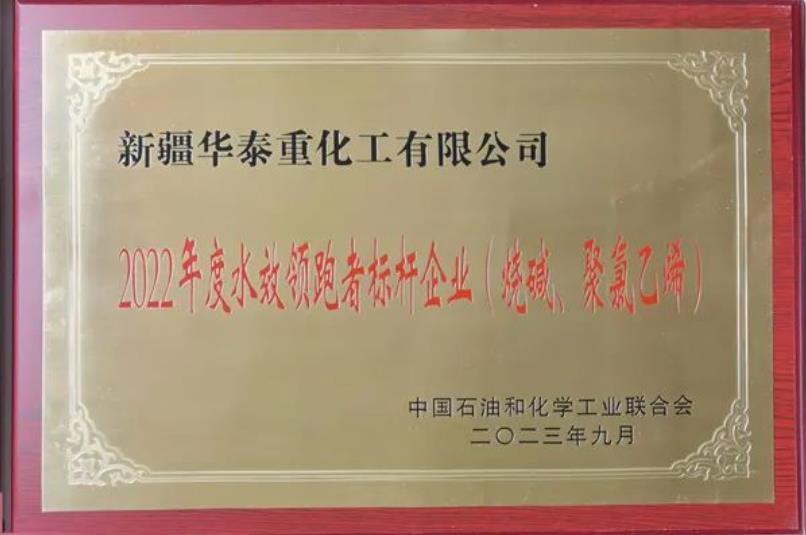 新疆华泰重化工有限公司
2022年度水效领跑者标杆企业（烧碱、聚氯乙烯）
中国石油和化学工业联合会
二〇二三年九月